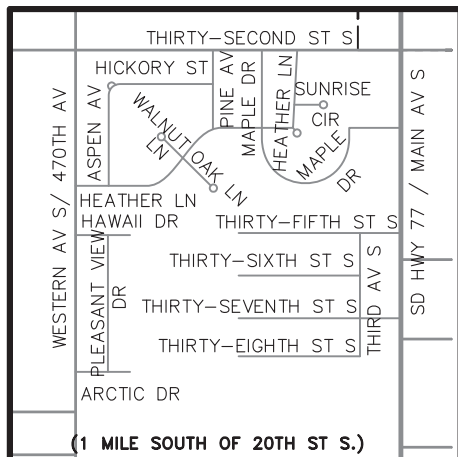 THIRTY-SECOND ST S
HICKORY ST
PINE AV
MAPLE DR
HEATHER LN
SUNRISE
CIR
ASPEN AV
WALNUT
LN
OAK LN
MAPLE
DR
HEATHER LN
HAWAII DR
THIRTY-FIFTH ST S
WESTERN AV S/ 470TH AV
SD HWY 77 / MAIN AV S
PLEASANT VIEW
DR
THIRTY-SIXTH ST S
THIRD AV S
THIRTY-SEVENTH ST S
THIRTY-EIGHTH ST S
ARCTIC DR
(1 MILE SOUTH OF 20TH ST S.)